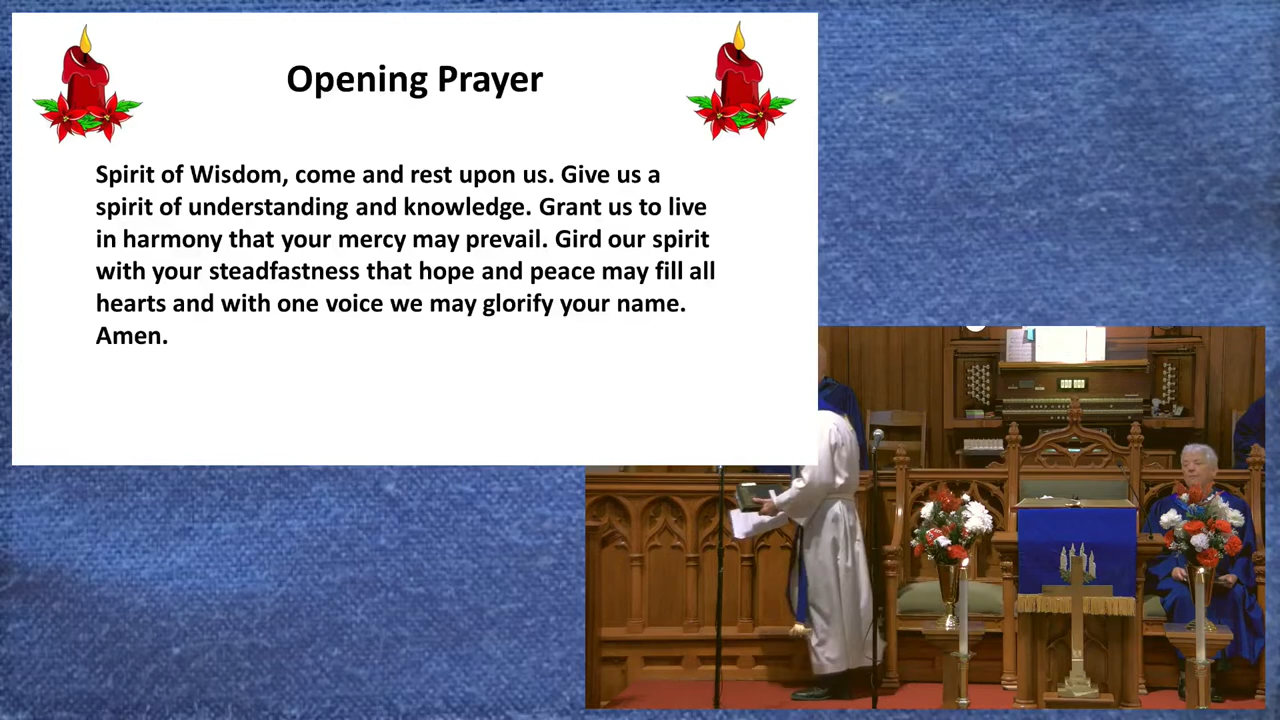 Opening Prayer
Spirit of Wisdom, come and rest upon us. Give us a
spirit of understanding and knowledge. Grant us to live
in harmony that your mercy may prevail. Gird our spirit
with your steadfastness that hope and peace may fill all
hearts and with one voice we may glorify your name.
Amen.